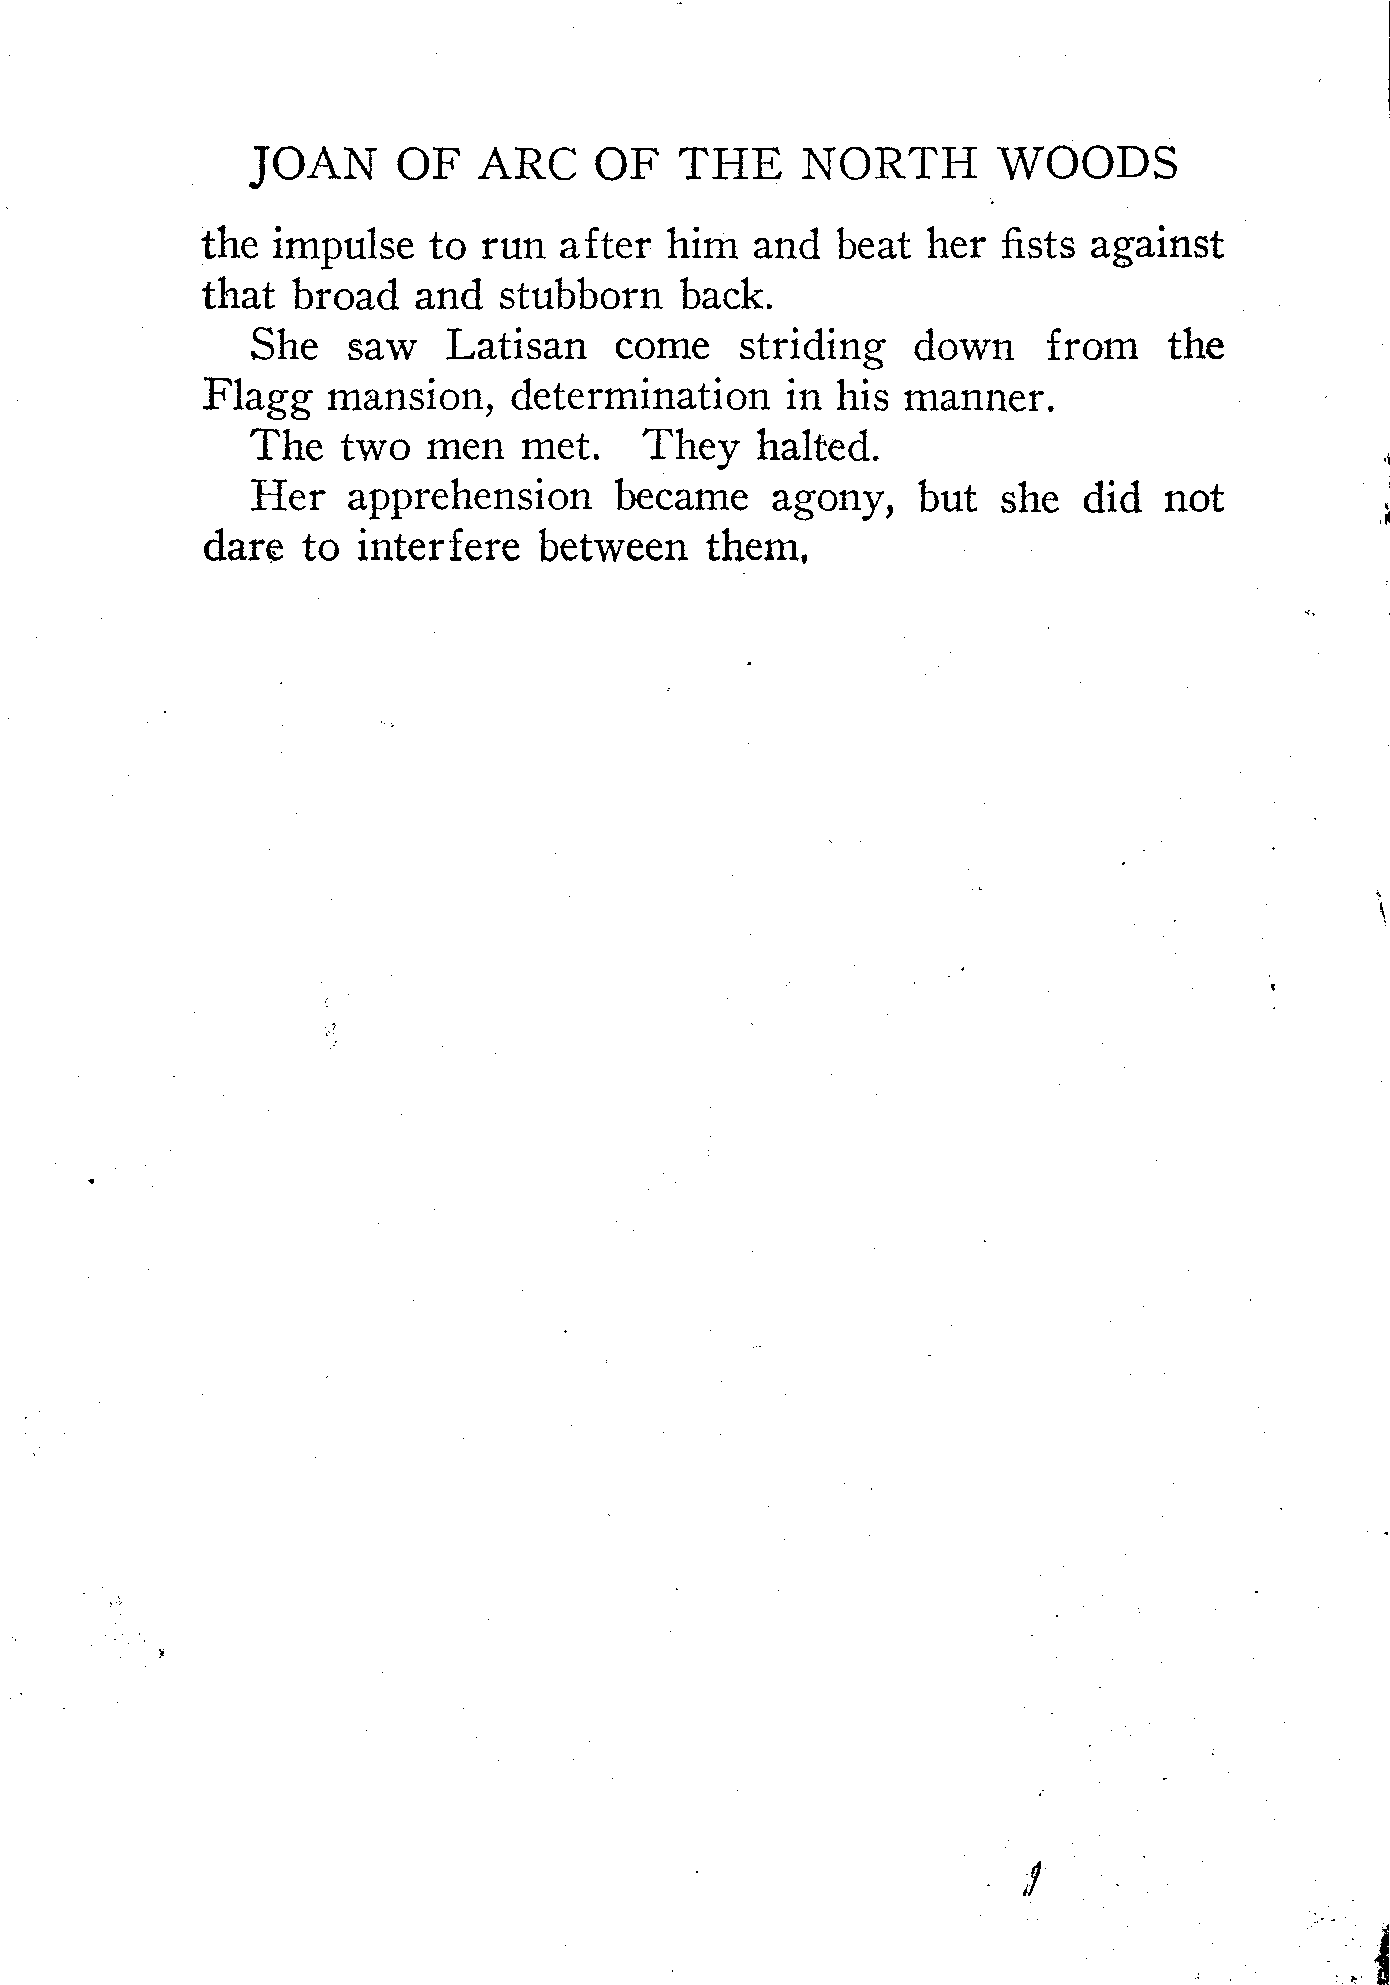 JOAN OF ARC OF THE NORTH WOODS
the impulse to run after him and beat her fists against
that broad and stubborn back.
She saw Latisan come striding down from the
Flagg mansion, determination in his manner.
The two men met. They halted.
Her apprehension became agony, but she did not
dare to interfere between them.